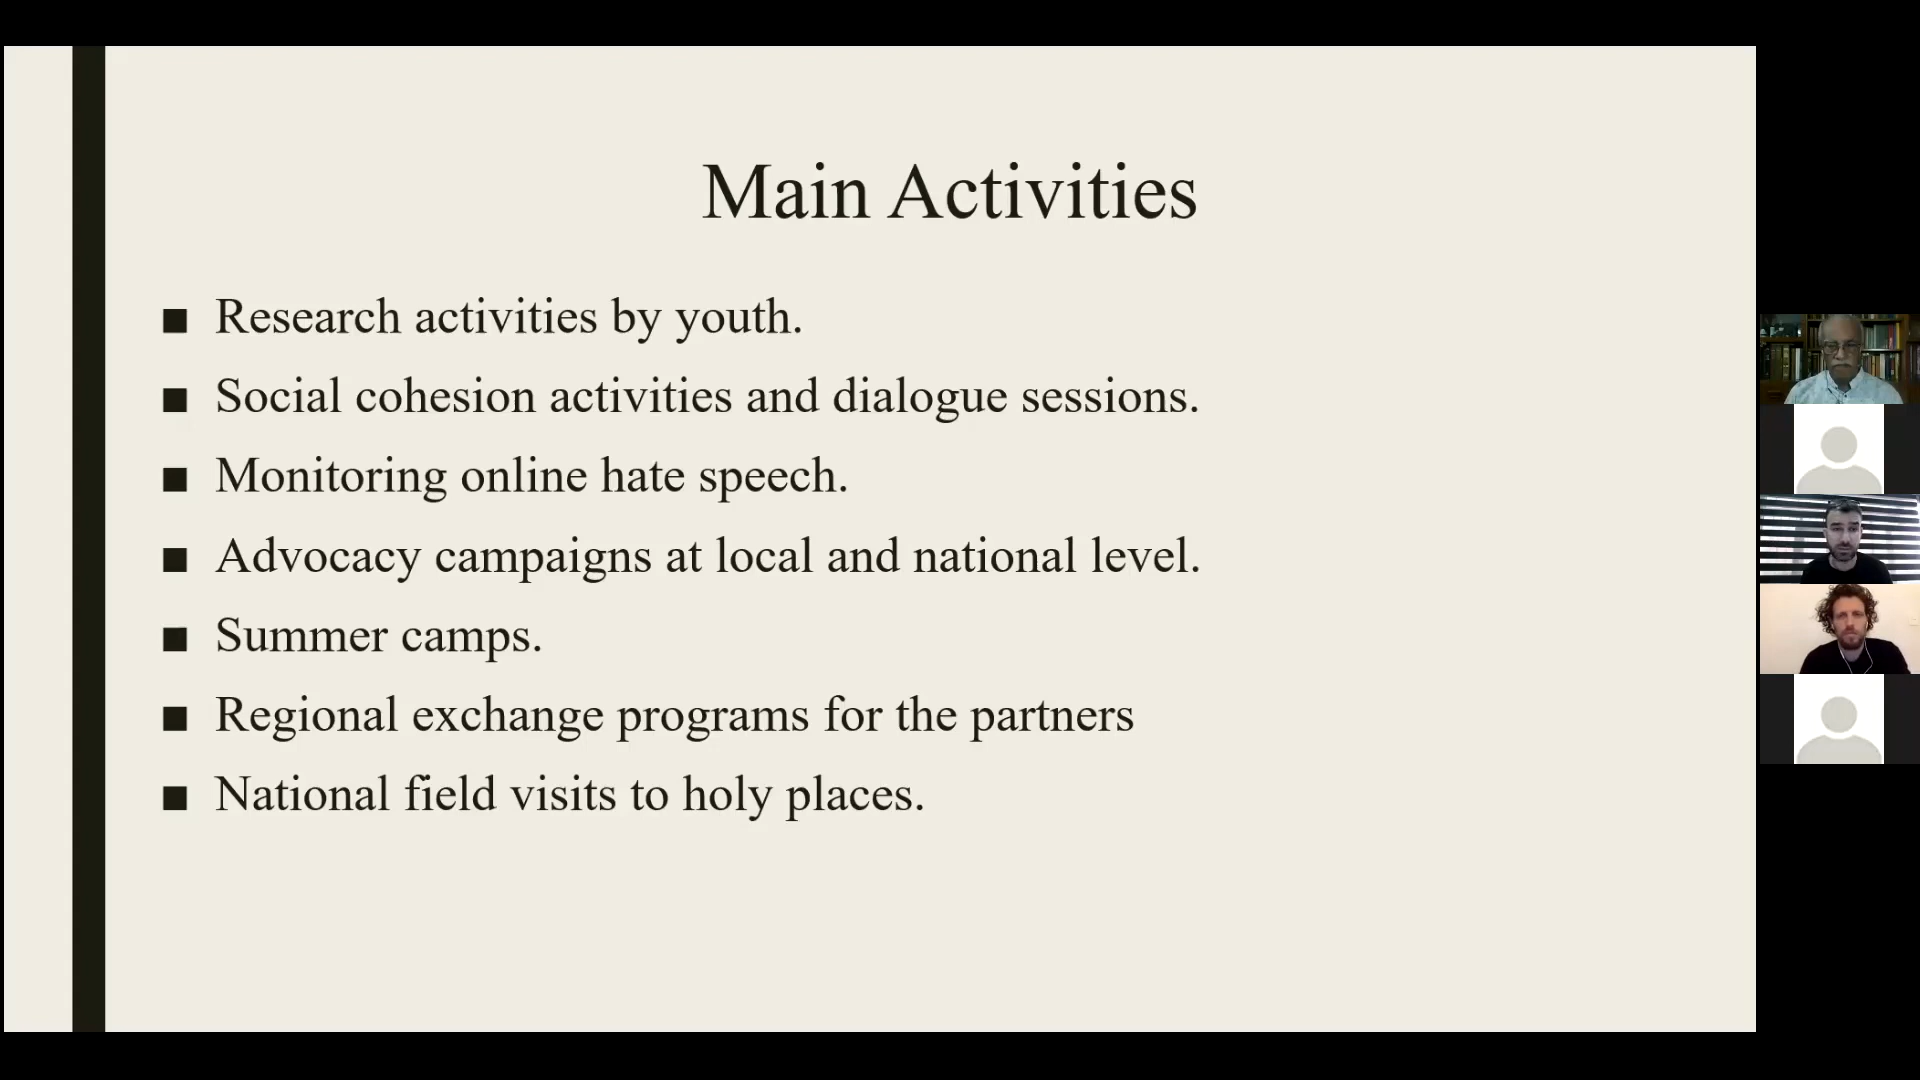 Main Activities
■ Research activities by youth.
■ Social cohesion activities and dialogue sessions.
■ Monitoring online hate speech.
■ Advocacy campaigns at local and national level.
■ Summer camps.
■ Regional exchange programs for the partners
■ National field visits to holy places.